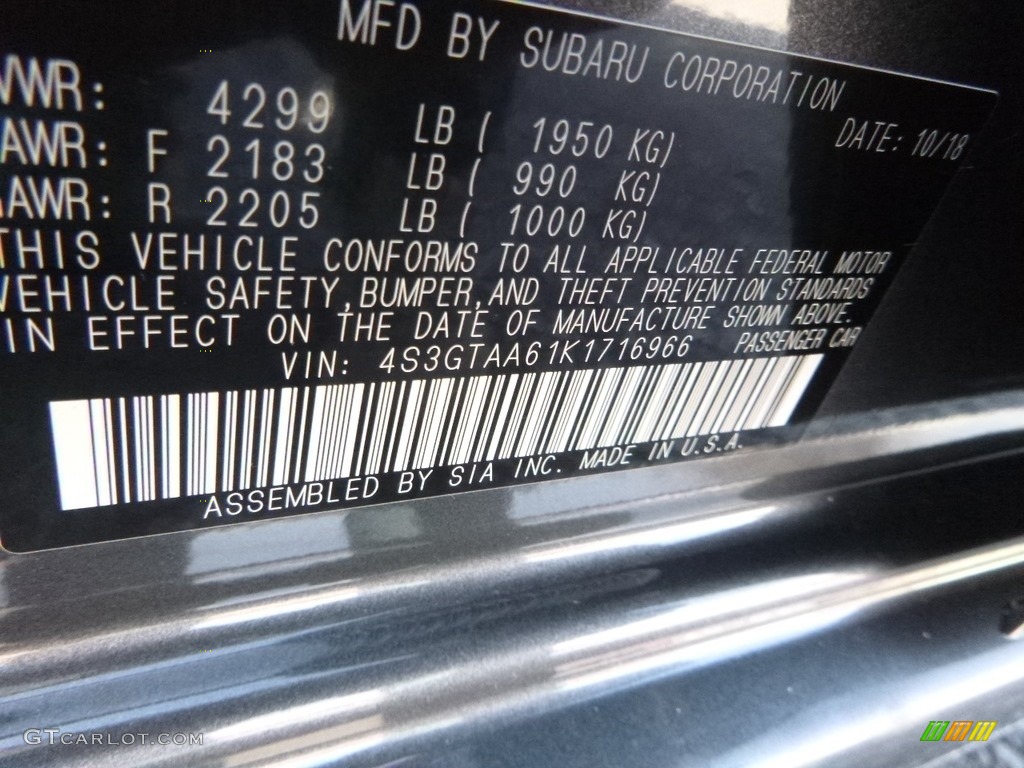 MFD BY SUBARU CORPORATION
VWR: 4299 LB ( 1950 KG) DATE: 10/18
AWR: F 2183 LB ( 990 KG)
AWR: R 2205 LB ( 1000 KG)
THIS VEHICLE CONFORMS TO ALL APPLICABLE FEDERAL MOTOR
VEHICLE SAFETY, BUMPER, AND THEFT PREVENTION STANDARDS
IN EFFECT ON THE DATE OF MANUFACTURE SHOWN ABOVE.
VIN: 4S3GTAA61K1716966 PASSENGER CAR
ASSEMBLED BY SIA INC. MADE IN U.S.A.
GTCARLOT.COM